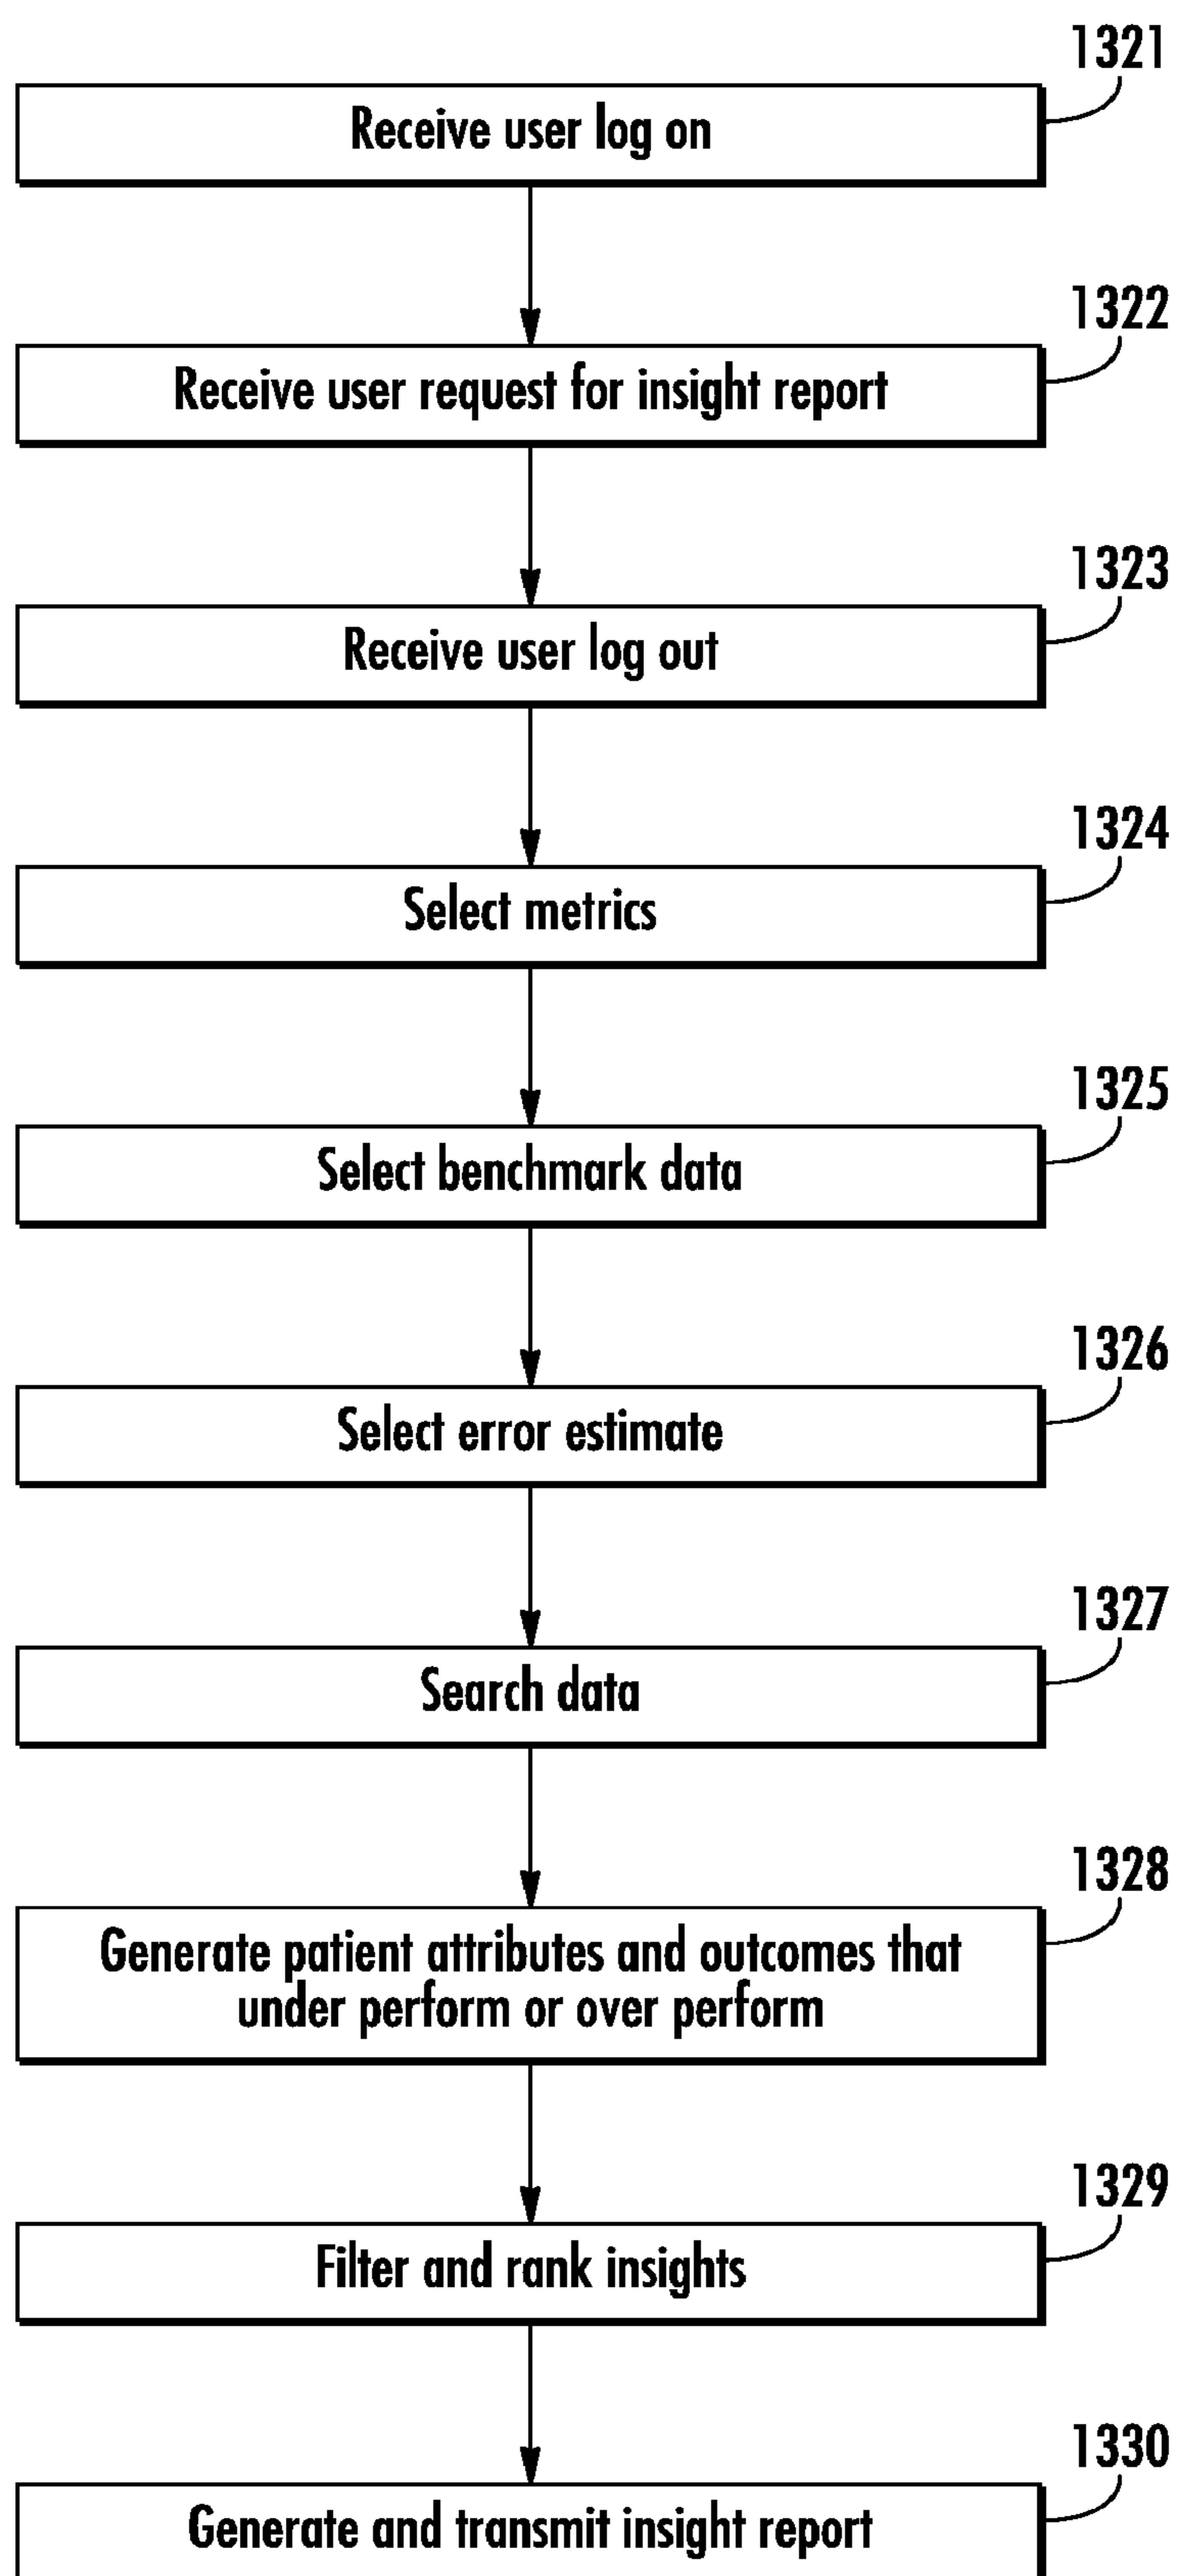 1321
Receive user log on
1322
Receive user request for insight report
1323
Receive user log out
1324
Select metrics
1325
Select benchmark data
1326
Select error estimate
1327
Search data
1328
Generate patient attributes and outcomes that
under perform or over perform
1329
Filter and rank insights
1330
Generate and transmit insight report